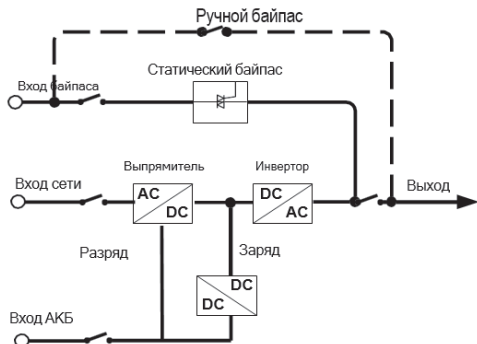 Ручной байпас
Статический байпас
Вход байпаса
Выпрямитель
Инвертор
Вход сети
AC
DC
DC
AC
Выход
Разряд
Заряд
DC
DC
Вход АКБ